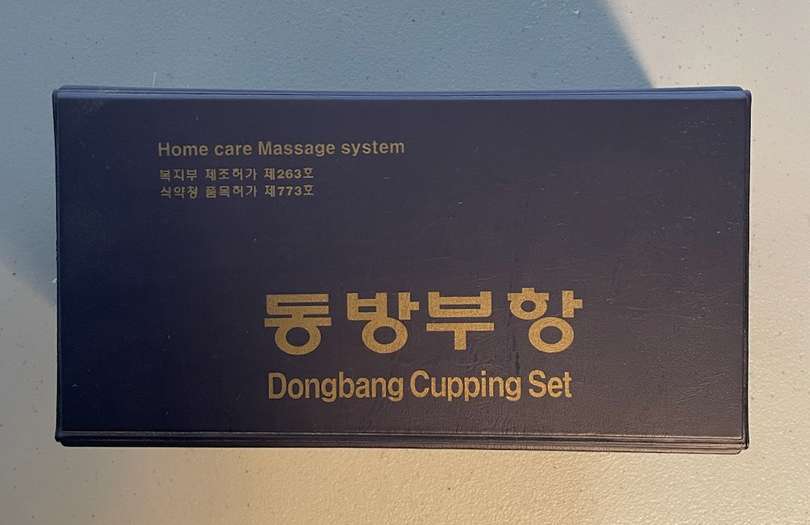 Home care Massage system
복지부 제조허가 제263호
식약청 품목허가 제773호
동방부항
Dongbang Cupping Set